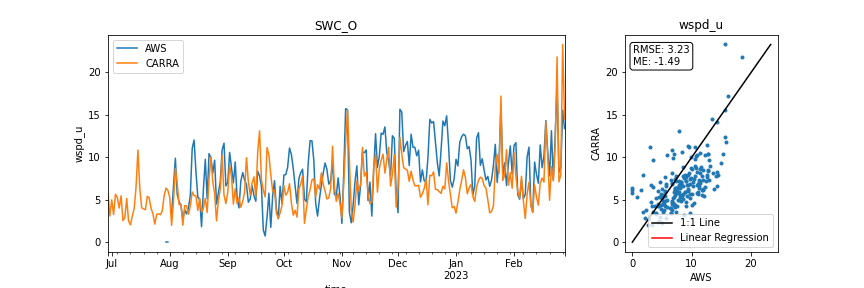 SWC_O
AWS
CARRA
wspd_u
20
15
10
5
0
Jul
Aug
Sep
Oct
Nov
Dec
Jan
2023
Feb
time
wspd_u
RMSE: 3.23
ME: -1.49
CARRA
20
15
10
5
0
1:1 Line
Linear Regression
0
10
20
AWS